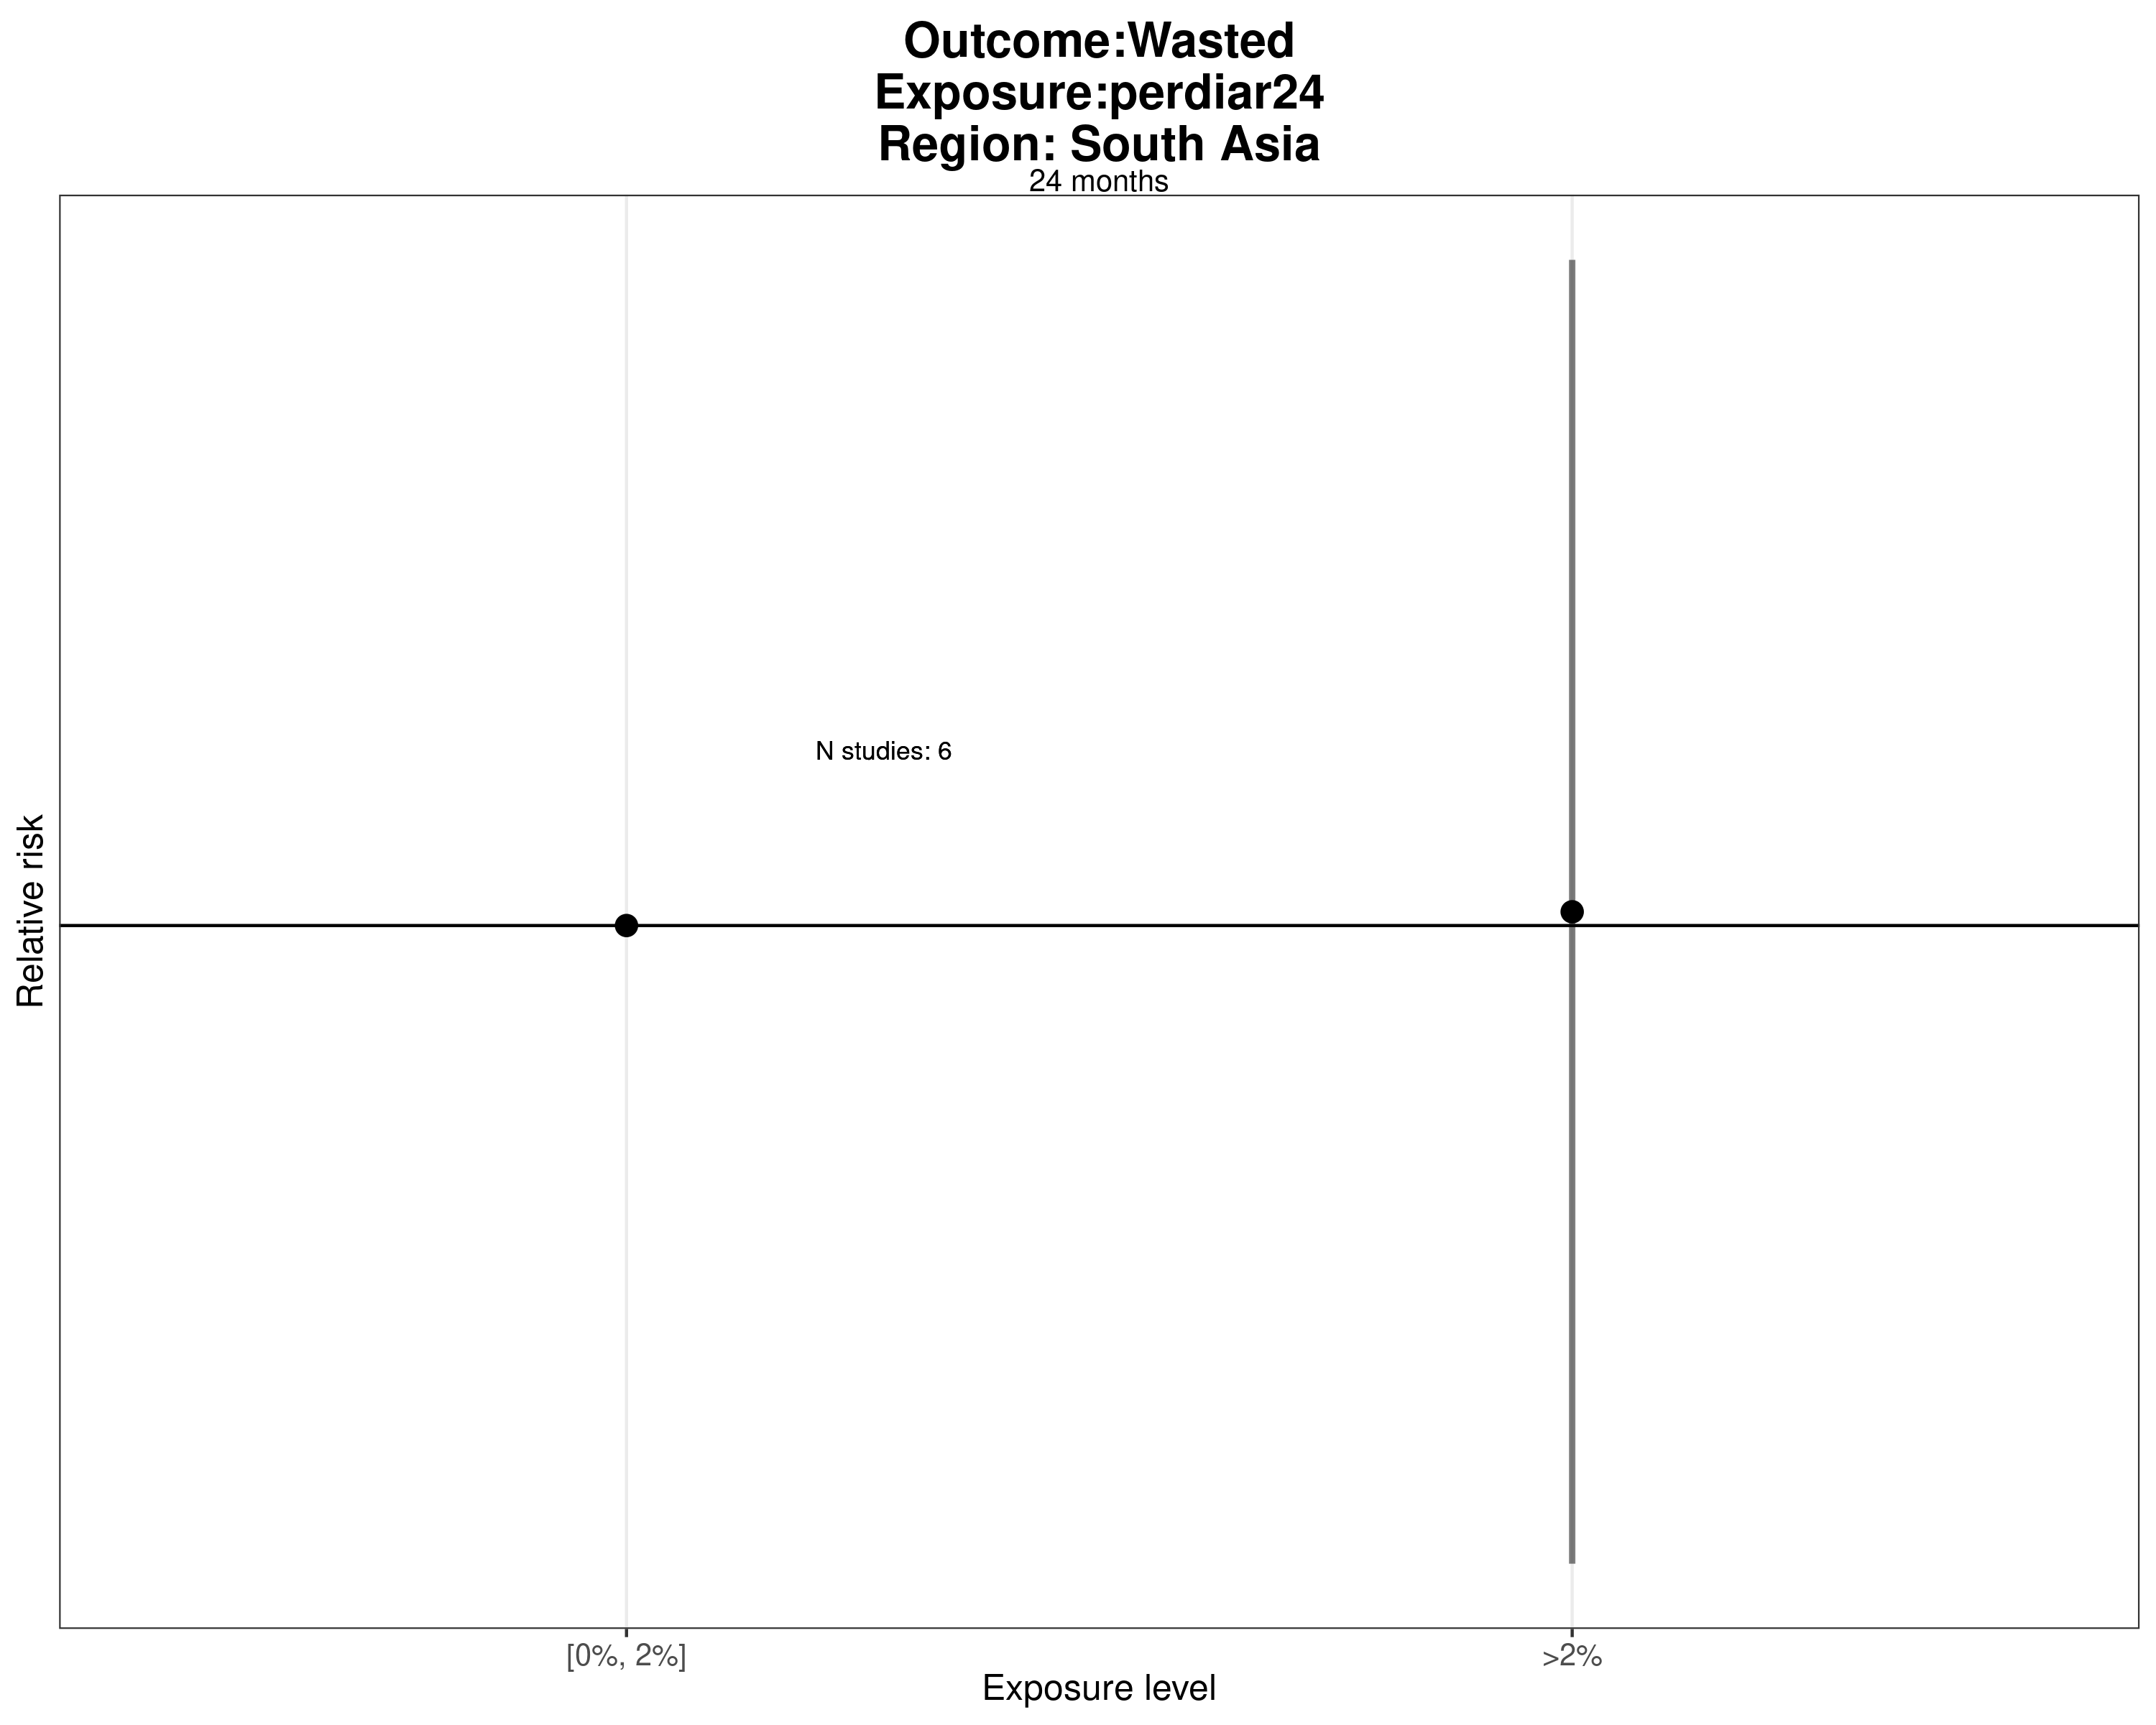 Outcome:Wasted
Exposure:perdiar24
Region: South Asia
24 months
N studies: 6
Relative risk
[0%, 2%]
>2%
Exposure level